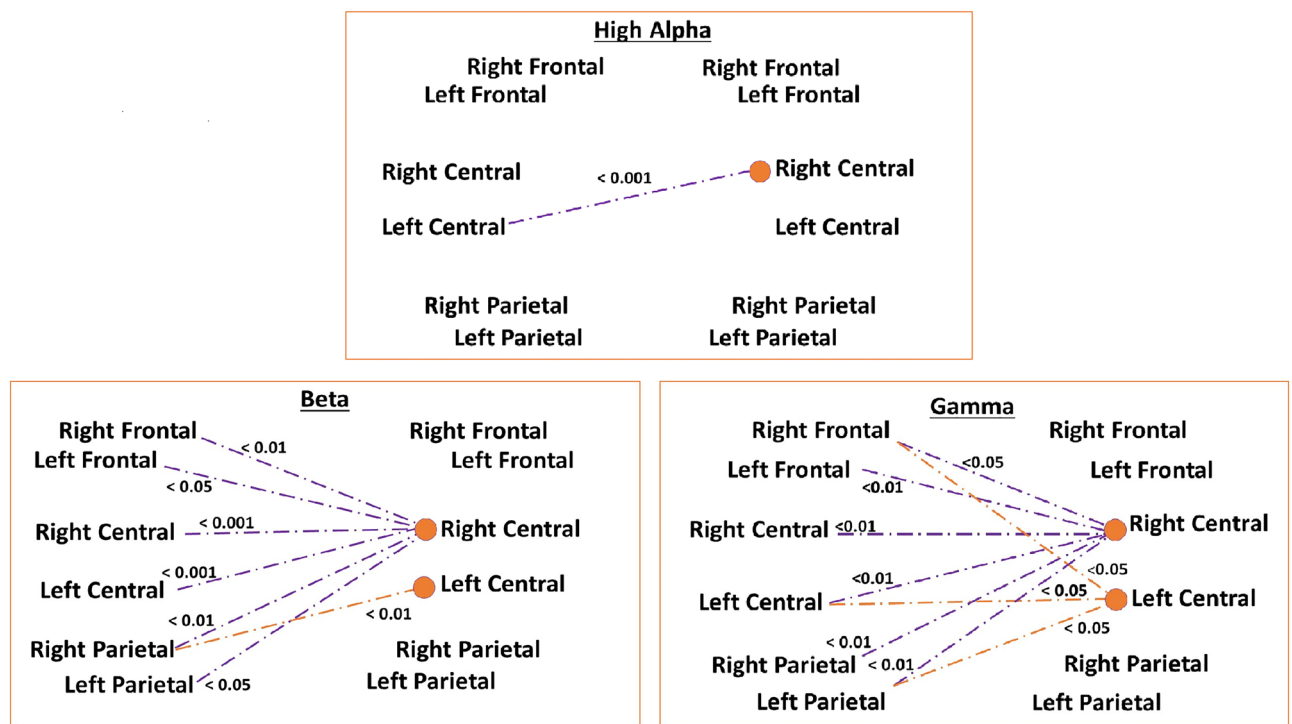 High Alpha
Right Frontal Right Frontal
Left Frontal Left Frontal
Right Central < 0.001 Right Central
Left Central Left Central
Right Parietal Right Parietal
Left Parietal Left Parietal
Beta
Right Frontal Right Frontal
< 0.01
Left Frontal Left Frontal
< 0.05
Right Central < 0.001 Right Central
< 0.001
Left Central Left Central
< 0.01 < 0.01
Right Parietal Right Parietal
Left Parietal < 0.05 Left Parietal
Gamma
Right Frontal Right Frontal
<0.05
Left Frontal Left Frontal
<0.01
Right Central <0.01 Right Central
<0.01 <0.05
Left Central < 0.05 Left Central
< 0.01 < 0.05
Right Parietal < 0.01 Right Parietal
Left Parietal Left Parietal